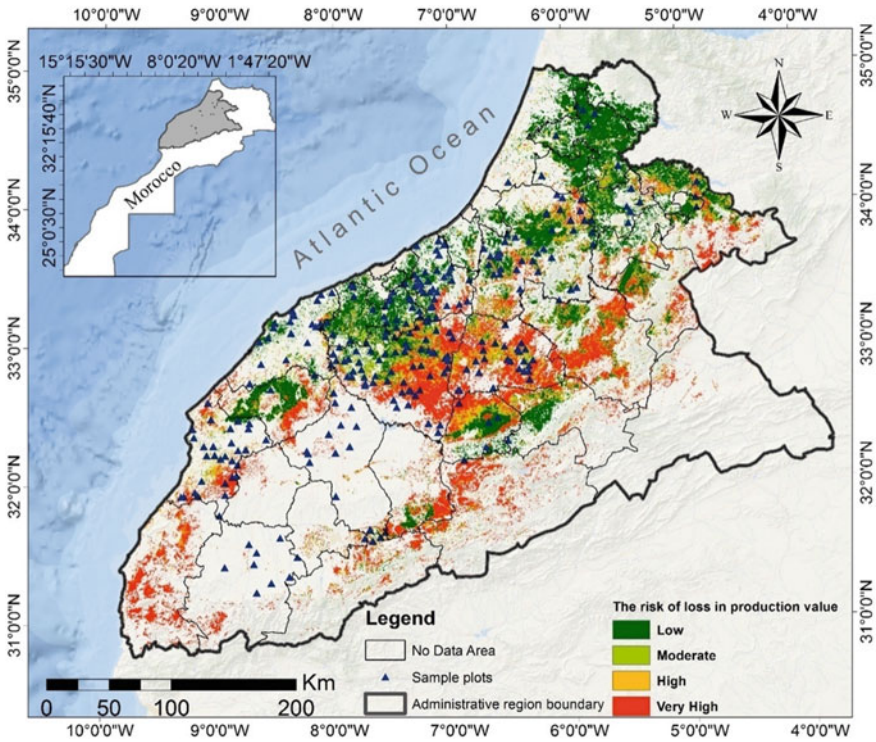 10°0'0"W 9°0'0"W 8°0'0"W 7°0'0"W 6°0'0"W 5°0'0"W 4°0'0"W
15°15'30"W 8°0'20"W 1°47'20"W
32°15'40"N
25°0'30"N
Morocco
Atlantic Ocean
N
W E
S
35°0'0"N 35°0'0"N
34°0'0"N 34°0'0"N
33°0'0"N 33°0'0"N
32°0'0"N 32°0'0"N
31°0'0"N 31°0'0"N
Legend
No Data Area
Sample plots
Administrative region boundary
The risk of loss in production value
Low
Moderate
High
Very High
Km
0 50 100 200
10°0'0"W 9°0'0"W 8°0'0"W 7°0'0"W 6°0'0"W 5°0'0"W 4°0'0"W